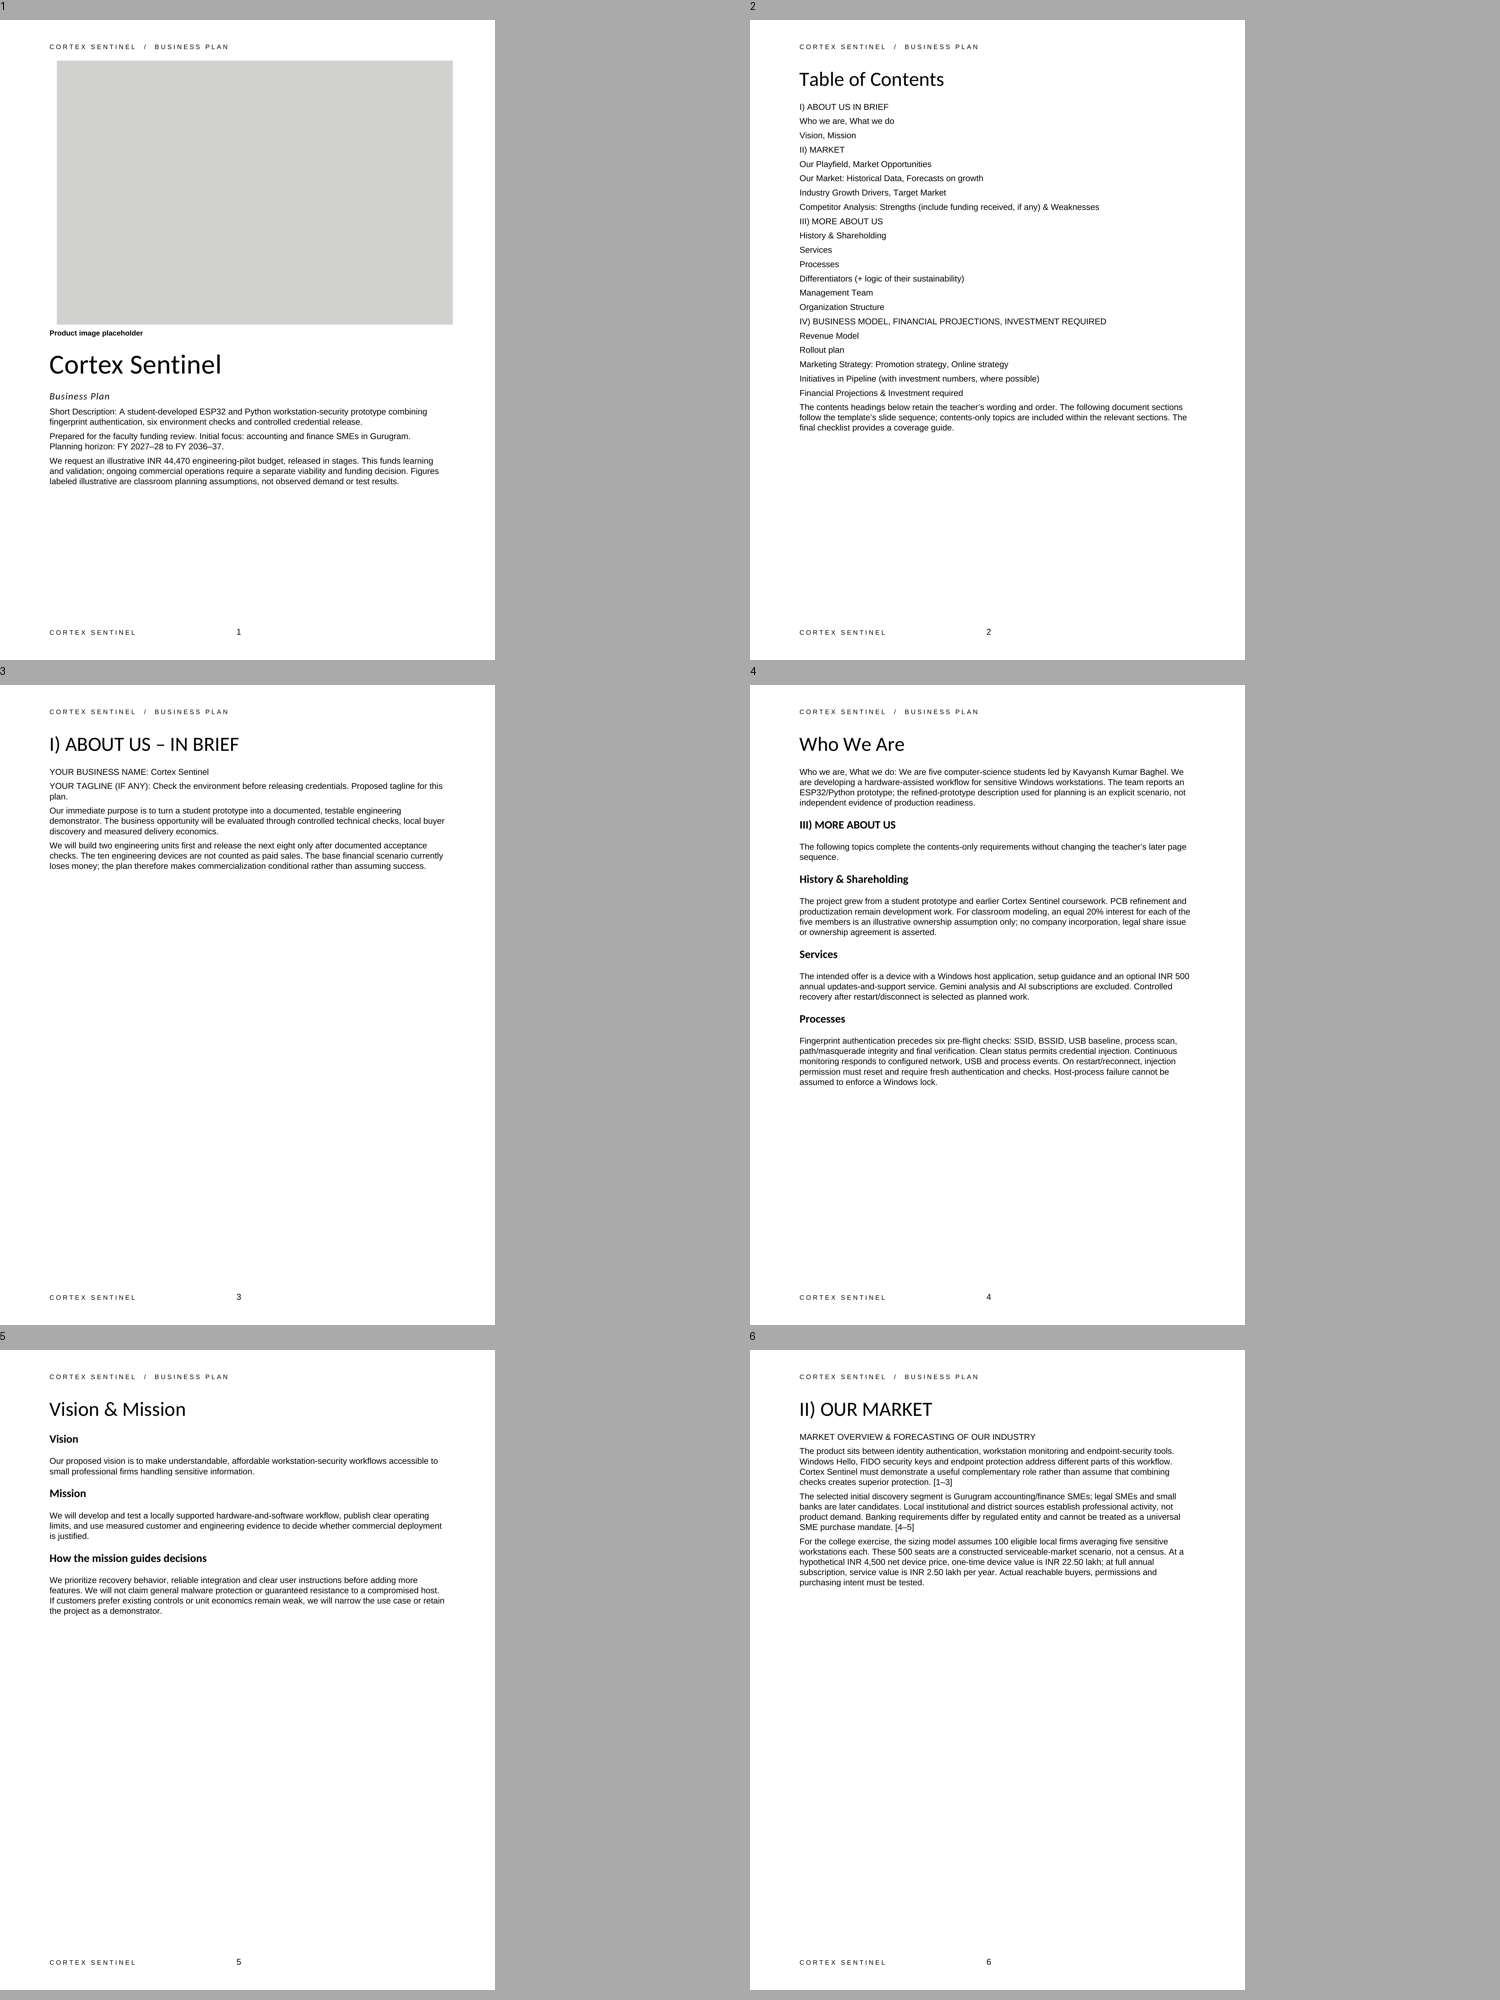 1
CORTEX SENTINEL / BUSINESS PLAN
Product image placeholder
Cortex Sentinel
Business Plan
Short Description: A student-developed ESP32 and Python workstation-security prototype combining
fingerprint authentication, six environment checks and controlled credential release.
Prepared for the faculty funding review. Initial focus: accounting and finance SMEs in Gurugram.
Planning horizon: FY 2027–28 to FY 2036–37.
We request an illustrative INR 44,470 engineering-pilot budget, released in stages. This funds learning
and validation; ongoing commercial operations require a separate viability and funding decision. Figures
labeled illustrative are classroom planning assumptions, not observed demand or test results.
CORTEX SENTINEL 1
2
CORTEX SENTINEL / BUSINESS PLAN
Table of Contents
I) ABOUT US IN BRIEF
Who we are, What we do
Vision, Mission
II) MARKET
Our Playfield, Market Opportunities
Our Market: Historical Data, Forecasts on growth
Industry Growth Drivers, Target Market
Competitor Analysis: Strengths (include funding received, if any) & Weaknesses
III) MORE ABOUT US
History & Shareholding
Services
Processes
Differentiators (+ logic of their sustainability)
Management Team
Organization Structure
IV) BUSINESS MODEL, FINANCIAL PROJECTIONS, INVESTMENT REQUIRED
Revenue Model
Rollout plan
Marketing Strategy: Promotion strategy, Online strategy
Initiatives in Pipeline (with investment numbers, where possible)
Financial Projections & Investment required
The contents headings below retain the teacher’s wording and order. The following document sections
follow the template’s slide sequence; contents-only topics are included within the relevant sections. The
final checklist provides a coverage guide.
CORTEX SENTINEL 2
3
CORTEX SENTINEL / BUSINESS PLAN
I) ABOUT US – IN BRIEF
YOUR BUSINESS NAME: Cortex Sentinel
YOUR TAGLINE (IF ANY): Check the environment before releasing credentials. Proposed tagline for this
plan.
Our immediate purpose is to turn a student prototype into a documented, testable engineering
demonstrator. The business opportunity will be evaluated through controlled technical checks, local buyer
discovery and measured delivery economics.
We will build two engineering units first and release the next eight only after documented acceptance
checks. The ten engineering devices are not counted as paid sales. The base financial scenario currently
loses money; the plan therefore makes commercialization conditional rather than assuming success.
CORTEX SENTINEL 3
4
CORTEX SENTINEL / BUSINESS PLAN
Who We Are
Who we are, What we do: We are five computer-science students led by Kavyansh Kumar Baghel. We
are developing a hardware-assisted workflow for sensitive Windows workstations. The team reports an
ESP32/Python prototype; the refined-prototype description used for planning is an explicit scenario, not
independent evidence of production readiness.
III) MORE ABOUT US
The following topics complete the contents-only requirements without changing the teacher’s later page
sequence.
History & Shareholding
The project grew from a student prototype and earlier Cortex Sentinel coursework. PCB refinement and
productization remain development work. For classroom modeling, an equal 20% interest for each of the
five members is an illustrative ownership assumption only; no company incorporation, legal share issue
or ownership agreement is asserted.
Services
The intended offer is a device with a Windows host application, setup guidance and an optional INR 500
annual updates-and-support service. Gemini analysis and AI subscriptions are excluded. Controlled
recovery after restart/disconnect is selected as planned work.
Processes
Fingerprint authentication precedes six pre-flight checks: SSID, BSSID, USB baseline, process scan,
path/masquerade integrity and final verification. Clean status permits credential injection. Continuous
monitoring responds to configured network, USB and process events. On restart/reconnect, injection
permission must reset and require fresh authentication and checks. Host-process failure cannot be
assumed to enforce a Windows lock.
CORTEX SENTINEL 4
5
CORTEX SENTINEL / BUSINESS PLAN
Vision & Mission
Vision
Our proposed vision is to make understandable, affordable workstation-security workflows accessible to
small professional firms handling sensitive information.
Mission
We will develop and test a locally supported hardware-and-software workflow, publish clear operating
limits, and use measured customer and engineering evidence to decide whether commercial deployment
is justified.
How the mission guides decisions
We prioritize recovery behavior, reliable integration and clear user instructions before adding more
features. We will not claim general malware protection or guaranteed resistance to a compromised host.
If customers prefer existing controls or unit economics remain weak, we will narrow the use case or retain
the project as a demonstrator.
CORTEX SENTINEL 5
6
CORTEX SENTINEL / BUSINESS PLAN
II) OUR MARKET
MARKET OVERVIEW & FORECASTING OF OUR INDUSTRY
The product sits between identity authentication, workstation monitoring and endpoint-security tools.
Windows Hello, FIDO security keys and endpoint protection address different parts of this workflow.
Cortex Sentinel must demonstrate a useful complementary role rather than assume that combining
checks creates superior protection. [1–3]
The selected initial discovery segment is Gurugram accounting/finance SMEs; legal SMEs and small
banks are later candidates. Local institutional and district sources establish professional activity, not
product demand. Banking requirements differ by regulated entity and cannot be treated as a universal
SME purchase mandate. [4–5]
For the college exercise, the sizing model assumes 100 eligible local firms averaging five sensitive
workstations each. These 500 seats are a constructed serviceable-market scenario, not a census. At a
hypothetical INR 4,500 net device price, one-time device value is INR 22.50 lakh; at full annual
subscription, service value is INR 2.50 lakh per year. Actual reachable buyers, permissions and
purchasing intent must be tested.
CORTEX SENTINEL 6